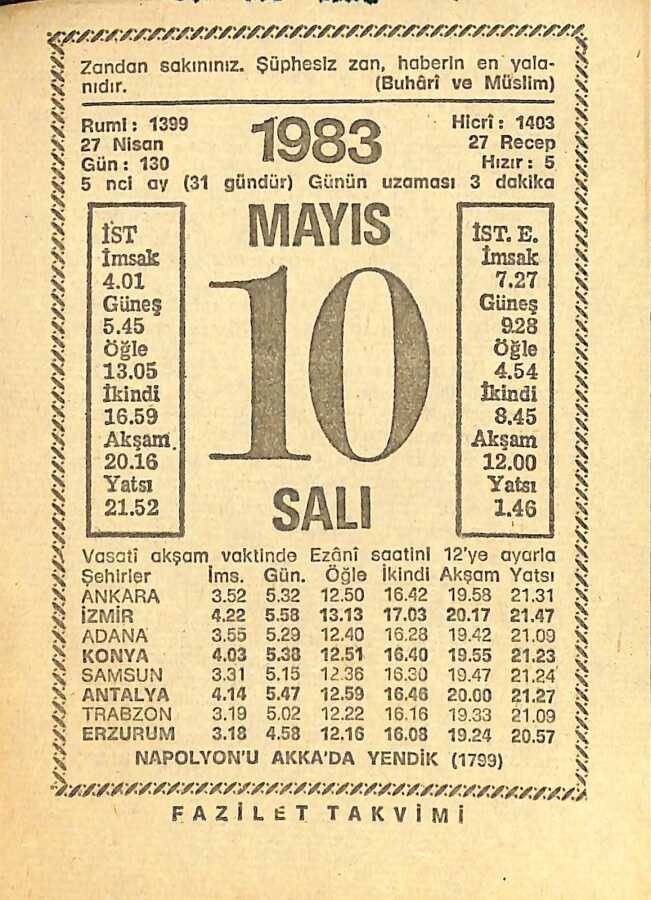 Zandan sakınınız. Şüphesiz zan, haberin en yala-
nıdır. (Buhârî ve Müslim)
Rumi: 1399
27 Nisan
Gün: 130
1983
Hicrî: 1403
27 Recep
Hızır: 5
5 nci ay (31 gündür) Günün uzaması 3 dakika
İST
İmsak
4.01
Güneş
5.45
Öğle
13.05
İkindi
16.59
Akşam
20.16
Yatsı
21.52
MAYIS
10
SALI
İST. E.
İmsak
7.27
Güneş
9.28
Öğle
4.54
İkindi
8.45
Akşam
12.00
Yatsı
1.46
Vasatî akşam vaktinde Ezânî saatini 12'ye ayarla
Şehirler İms. Gün. Öğle İkindi Akşam Yatsı
ANKARA 3.52 5.32 12.50 16.42 19.58 21.31
İZMİR 4.22 5.58 13.13 17.03 20.17 21.47
ADANA 3.55 5.29 12.40 16.28 19.42 21.09
KONYA 4.03 5.38 12.51 16.40 19.55 21.23
SAMSUN 3.31 5.15 12.36 16.30 19.47 21.24
ANTALYA 4.14 5.47 12.59 16.46 20.00 21.27
TRABZON 3.19 5.02 12.22 16.16 19.33 21.09
ERZURUM 3.18 4.58 12.16 16.08 19.24 20.57
NAPOLYON'U AKKA'DA YENDİK (1799)
FAZİLET TAKVİMİ